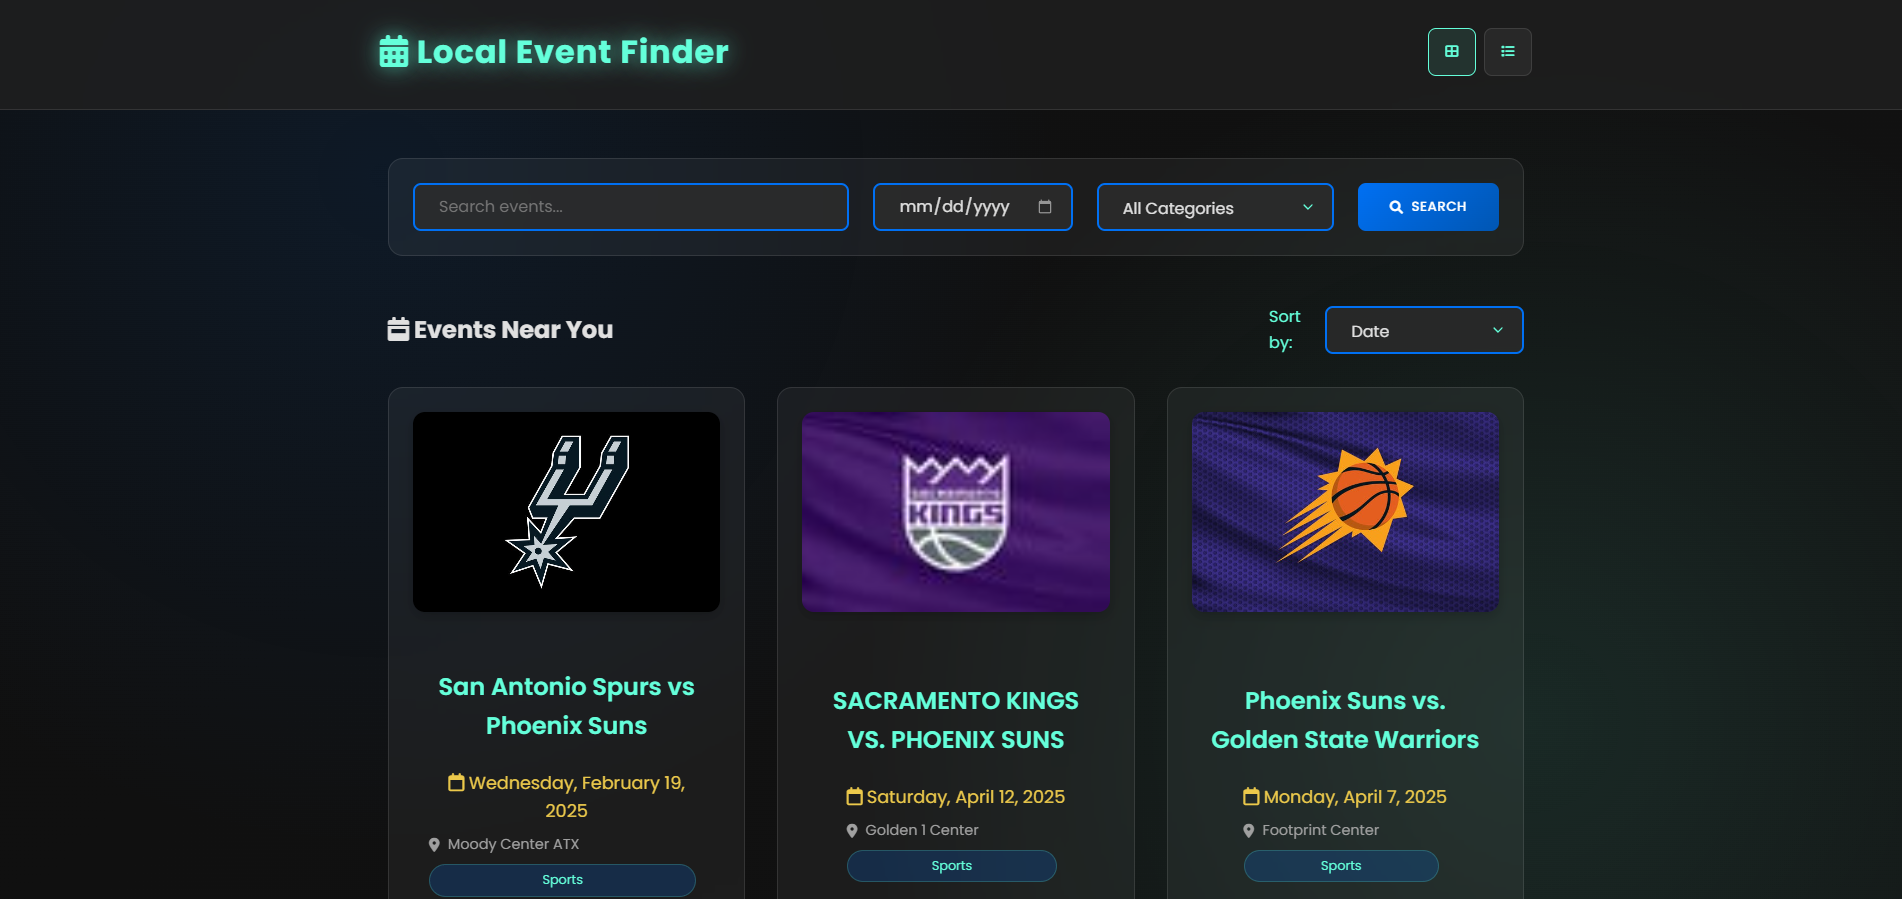 Local Event Finder
Search events...
mm/dd/yyyy
All Categories
SEARCH
Events Near You
Sort
by:
Date
SACRAMENTO
KINGS
San Antonio Spurs vs
Phoenix Suns
Wednesday, February 19,
2025
Moody Center ATX
Sports
SACRAMENTO KINGS
VS. PHOENIX SUNS
Saturday, April 12, 2025
Golden 1 Center
Sports
Phoenix Suns vs.
Golden State Warriors
Monday, April 7, 2025
Footprint Center
Sports